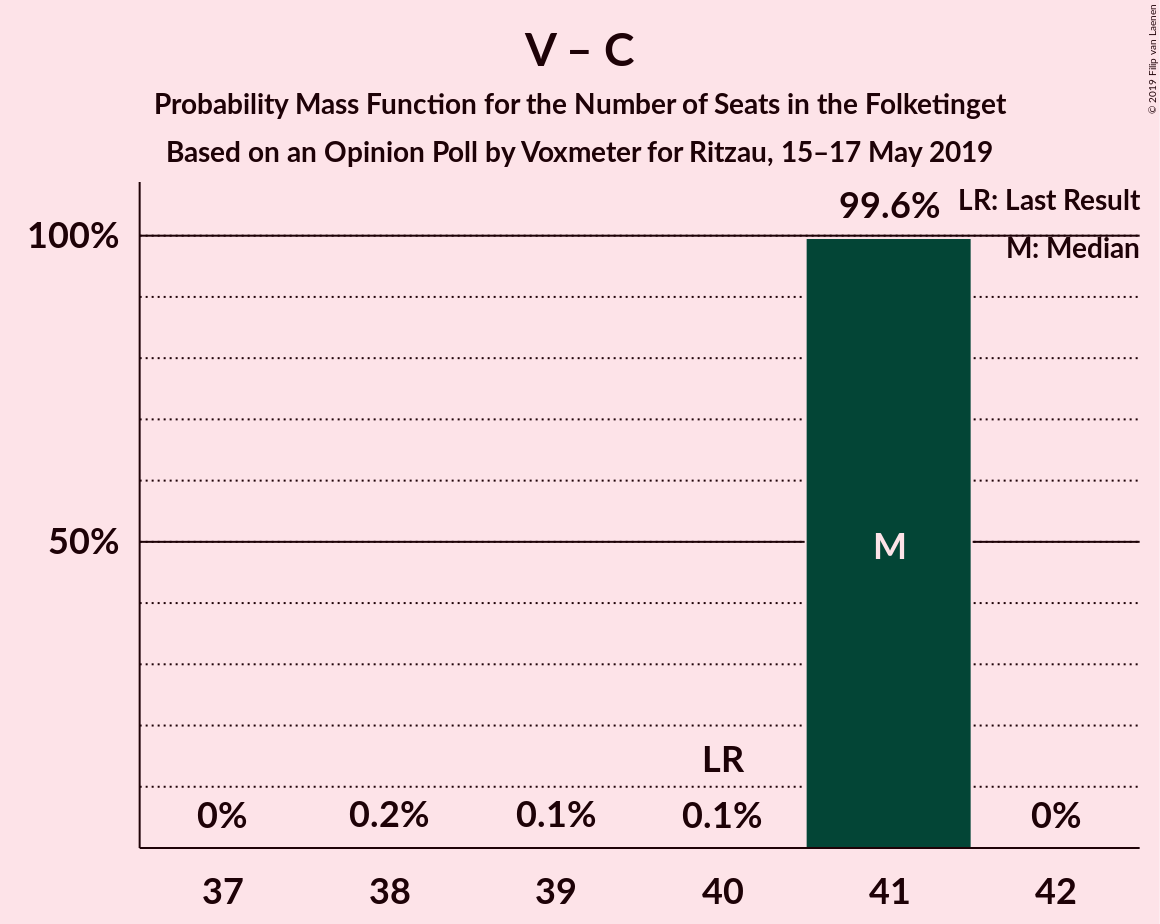 V – C
Probability Mass Function for the Number of Seats in the Folketinget
Based on an Opinion Poll by Voxmeter for Ritzau, 15–17 May 2019
© 2019 Filip van Laenen
LR: Last Result
M: Median
100%
50%
0%
0.2%
0.1%
LR
0.1%
99.6%
M
0%
37
38
39
40
41
42